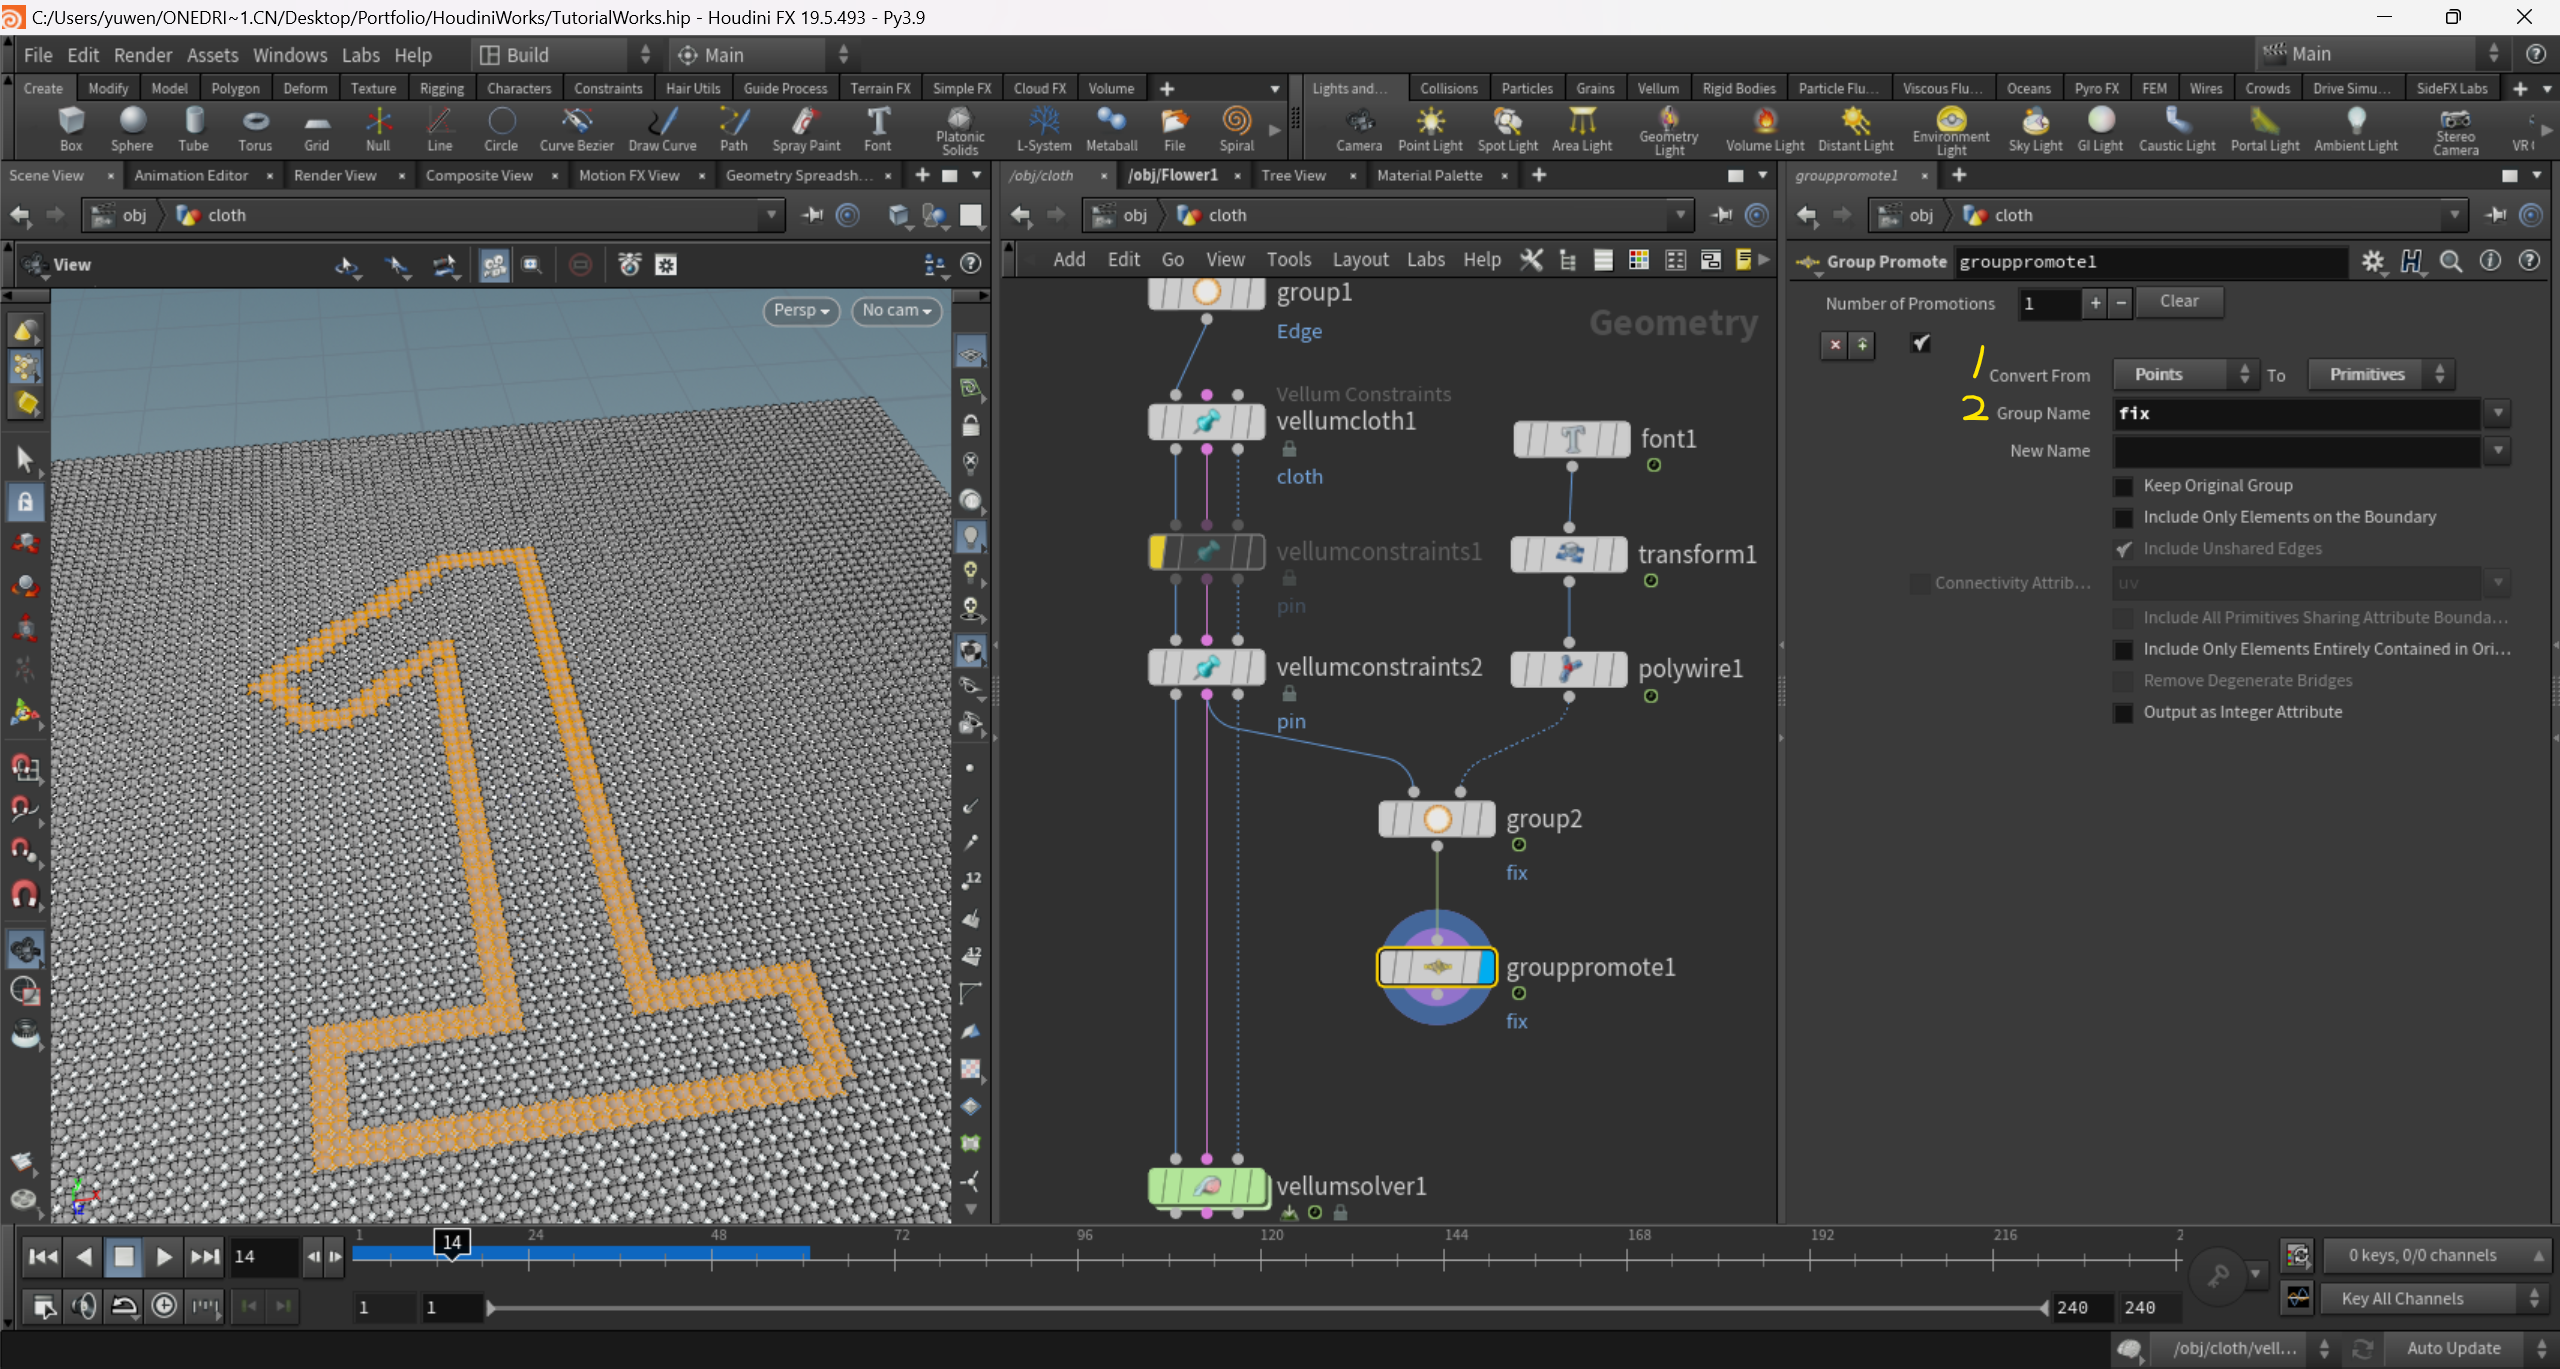 C:/Users/yuwen/ONEDRI~1.CN/Desktop/Portfolio/HoudiniWorks/TutorialWorks.hip - Houdini FX 19.5.493 - Py3.9
File Edit Render Assets Windows Labs Help Build Main Main
Create Modify Model Polygon Deform Texture Rigging Characters Constraints Hair Utils Guide Process Terrain FX Simple FX Cloud FX Volume
Lights and... Collisions Particles Grains Vellum Rigid Bodies Particle Flu... Viscous Flu... Oceans Pyro FX FEM Wires Crowds Drive Simu... SideFX Labs
Box Sphere Tube Torus Grid Null Line Circle Curve Bezier Draw Curve Path Spray Paint Font Platonic Solids L-System Metaball File Spiral
Camera Point Light Spot Light Area Light Geometry Light Volume Light Distant Light Environment Light Sky Light GI Light Caustic Light Portal Light Ambient Light Stereo Camera
Scene View Animation Editor Render View Composite View Motion FX View Geometry Spreadsh...
/obj/cloth /obj/Flower1 Tree View Material Palette
grouppromote1
obj cloth
obj cloth
obj cloth
View
Persp No cam
12
12
Add Edit Go View Tools Layout Labs Help
Geometry
group1
Edge
Vellum Constraints
vellumcloth1
cloth
font1
vellumconstraints1
pin
transform1
vellumconstraints2
pin
polywire1
group2
fix
grouppromote1
fix
vellumsolver1
Group Promote grouppromote1
Number of Promotions 1 + - Clear
1
Convert From Points To Primitives
2
Group Name fix
New Name
Keep Original Group
Include Only Elements on the Boundary
Include Unshared Edges
Connectivity Attrib... uv
Include All Primitives Sharing Attribute Bounda...
Include Only Elements Entirely Contained in Ori...
Remove Degenerate Bridges
Output as Integer Attribute
14 1 14 24 48 72 96 120 144 168 192 216 2
0 keys, 0/0 channels
1 1 240 240
Key All Channels
/obj/cloth/vell... Auto Update